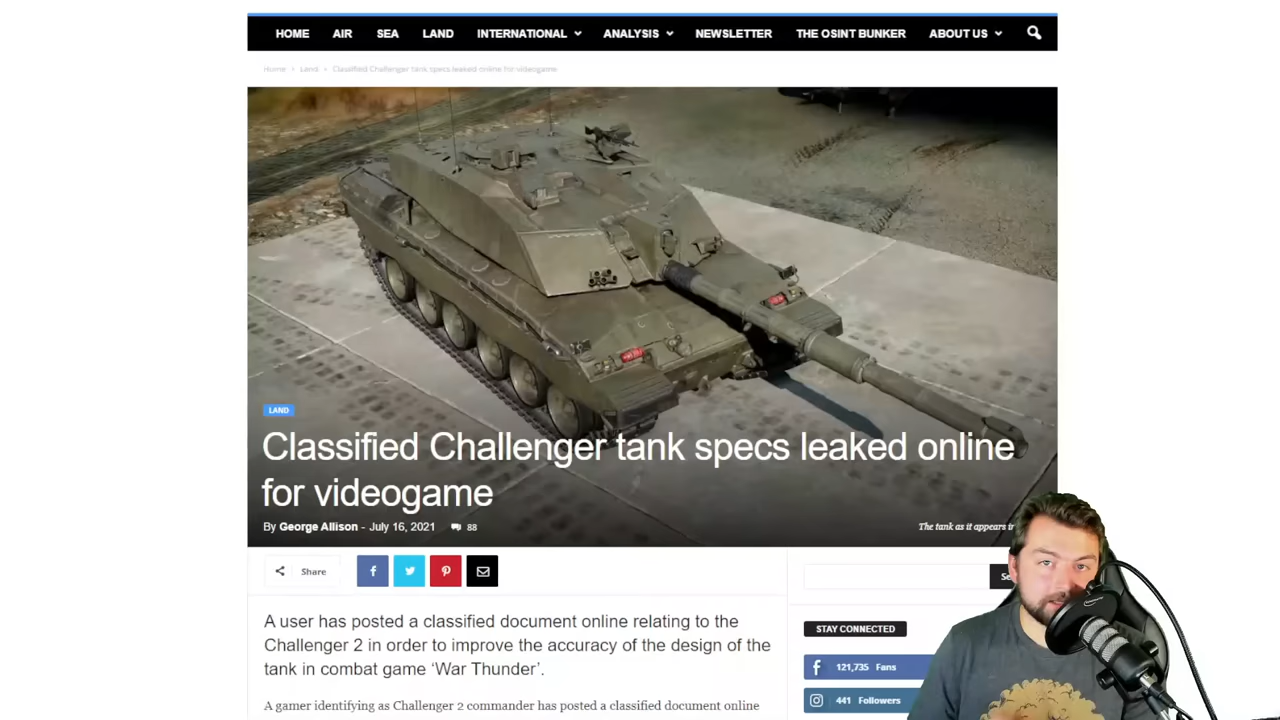 HOME AIR SEA LAND INTERNATIONAL ANALYSIS NEWSLETTER THE OSINT BUNKER ABOUT US
Home Land Classified Challenger tank specs leaked online for videogame
LAND
Classified Challenger tank specs leaked online
for videogame
By George Allison - July 16, 2021 88
The tank as it appears
Share
A user has posted a classified document online relating to the
Challenger 2 in order to improve the accuracy of the design of the
tank in combat game ‘War Thunder’.
A gamer identifying as Challenger 2 commander has posted a classified document online
STAY CONNECTED
121,735 Fans
441 Followers